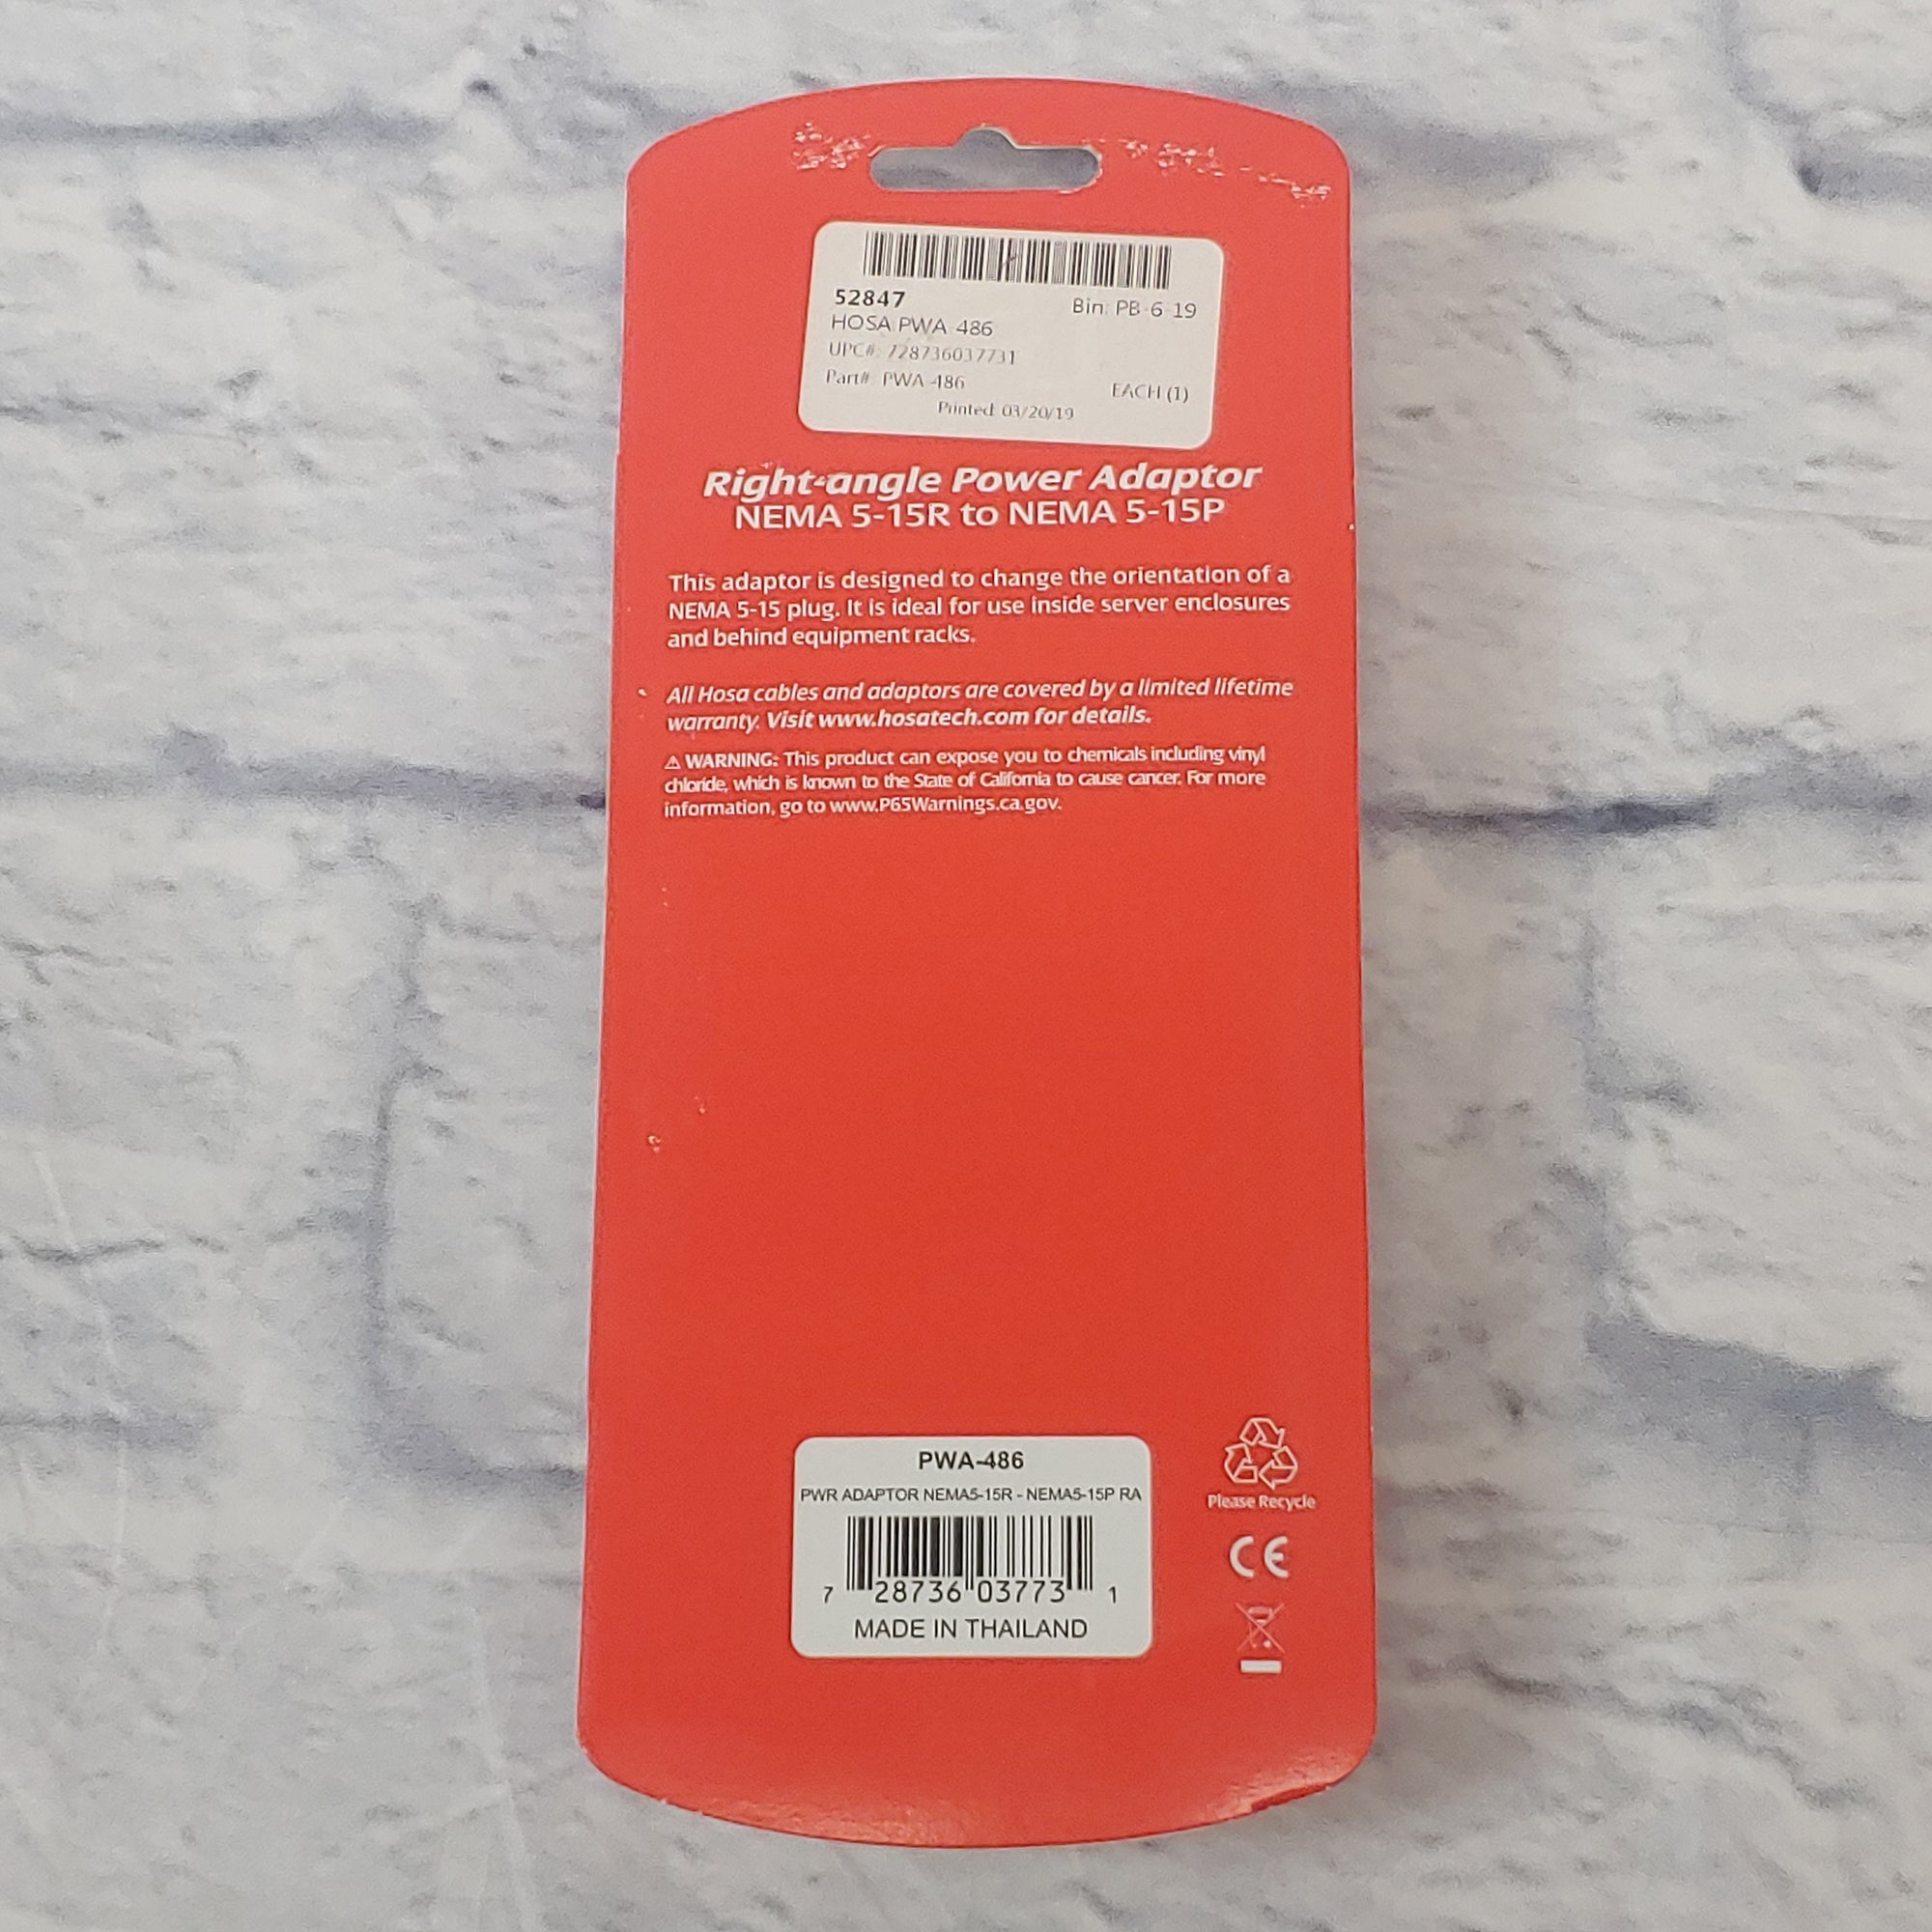 52847
Bin: PB-6-19
HOSA PWA-486
UPC#: 728736037731
Part#: PWA-486
EACH (1)
Printed: 03/20/19
Right-angle Power Adaptor
NEMA 5-15R to NEMA 5-15P
This adaptor is designed to change the orientation of a
NEMA 5-15 plug. It is ideal for use inside server enclosures
and behind equipment racks.
All Hosa cables and adaptors are covered by a limited lifetime
warranty. Visit www.hosatech.com for details.
⚠ WARNING: This product can expose you to chemicals including vinyl
chloride, which is known to the State of California to cause cancer. For more
information, go to www.P65Warnings.ca.gov.
PWA-486
PWR ADAPTOR NEMA5-15R - NEMA5-15P RA
7 28736 03773 1
MADE IN THAILAND
Please Recycle
CE